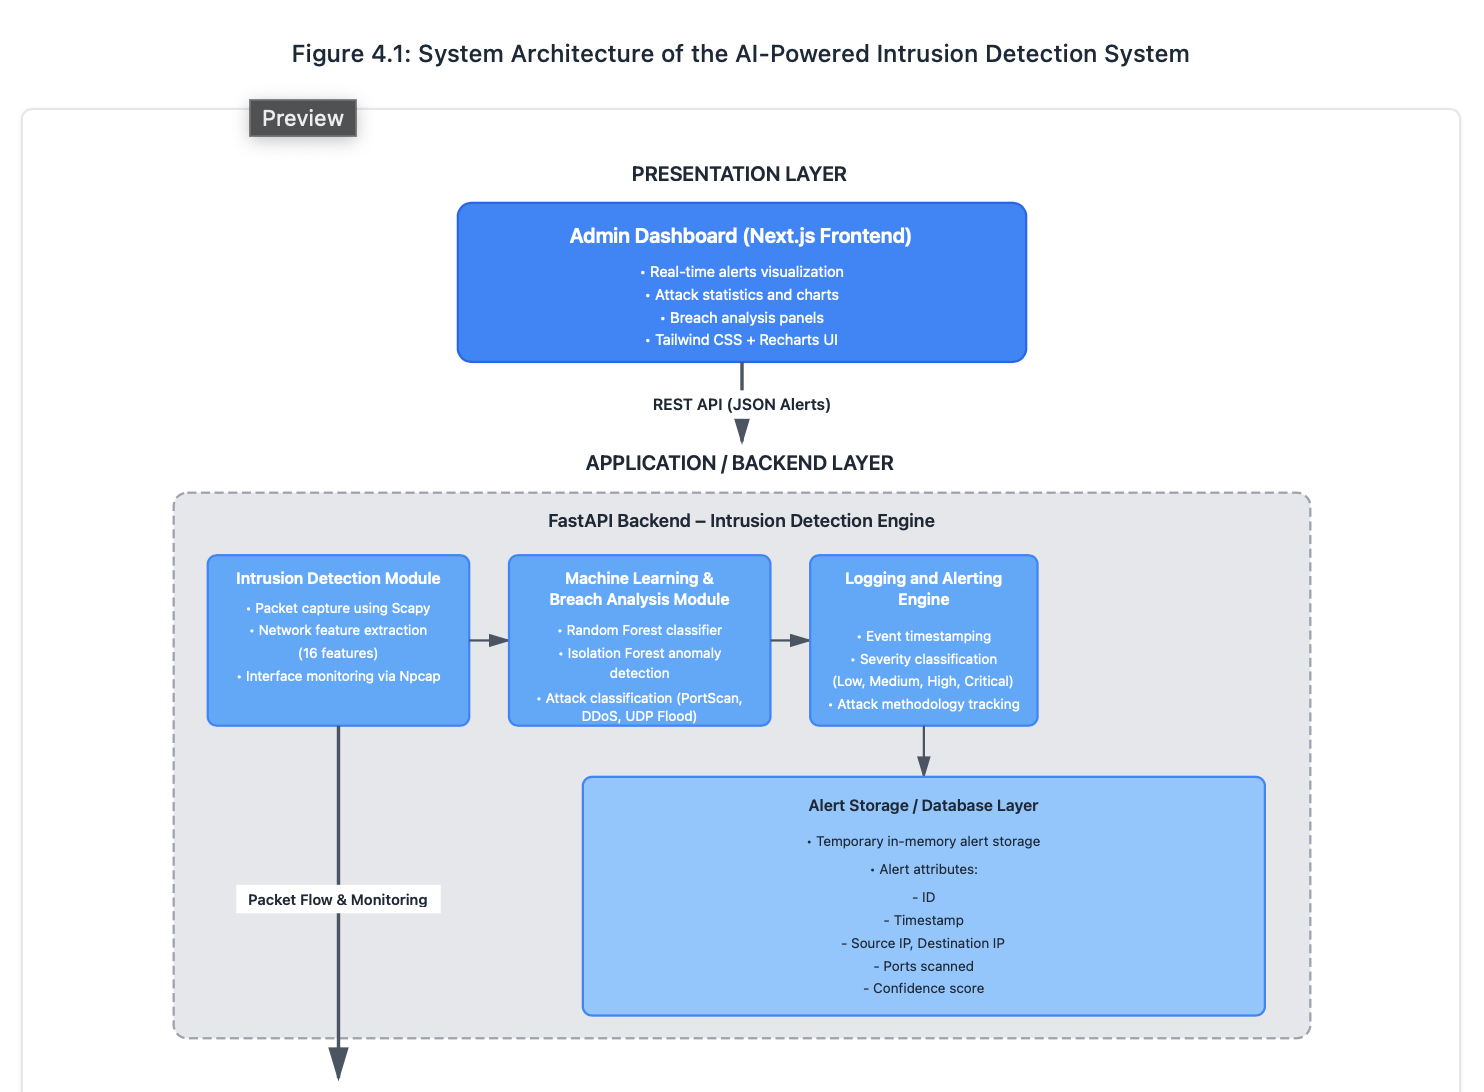 Figure 4.1: System Architecture of the AI-Powered Intrusion Detection System
Preview
PRESENTATION LAYER
Admin Dashboard (Next.js Frontend)
• Real-time alerts visualization
• Attack statistics and charts
• Breach analysis panels
• Tailwind CSS + Recharts UI
REST API (JSON Alerts)
APPLICATION / BACKEND LAYER
FastAPI Backend – Intrusion Detection Engine
Intrusion Detection Module
• Packet capture using Scapy
• Network feature extraction
(16 features)
• Interface monitoring via Npcap
Machine Learning &
Breach Analysis Module
• Random Forest classifier
• Isolation Forest anomaly
detection
• Attack classification (PortScan,
DDoS, UDP Flood)
Logging and Alerting
Engine
• Event timestamping
• Severity classification
(Low, Medium, High, Critical)
• Attack methodology tracking
Alert Storage / Database Layer
• Temporary in-memory alert storage
• Alert attributes:
- ID
- Timestamp
- Source IP, Destination IP
- Ports scanned
- Confidence score
Packet Flow & Monitoring